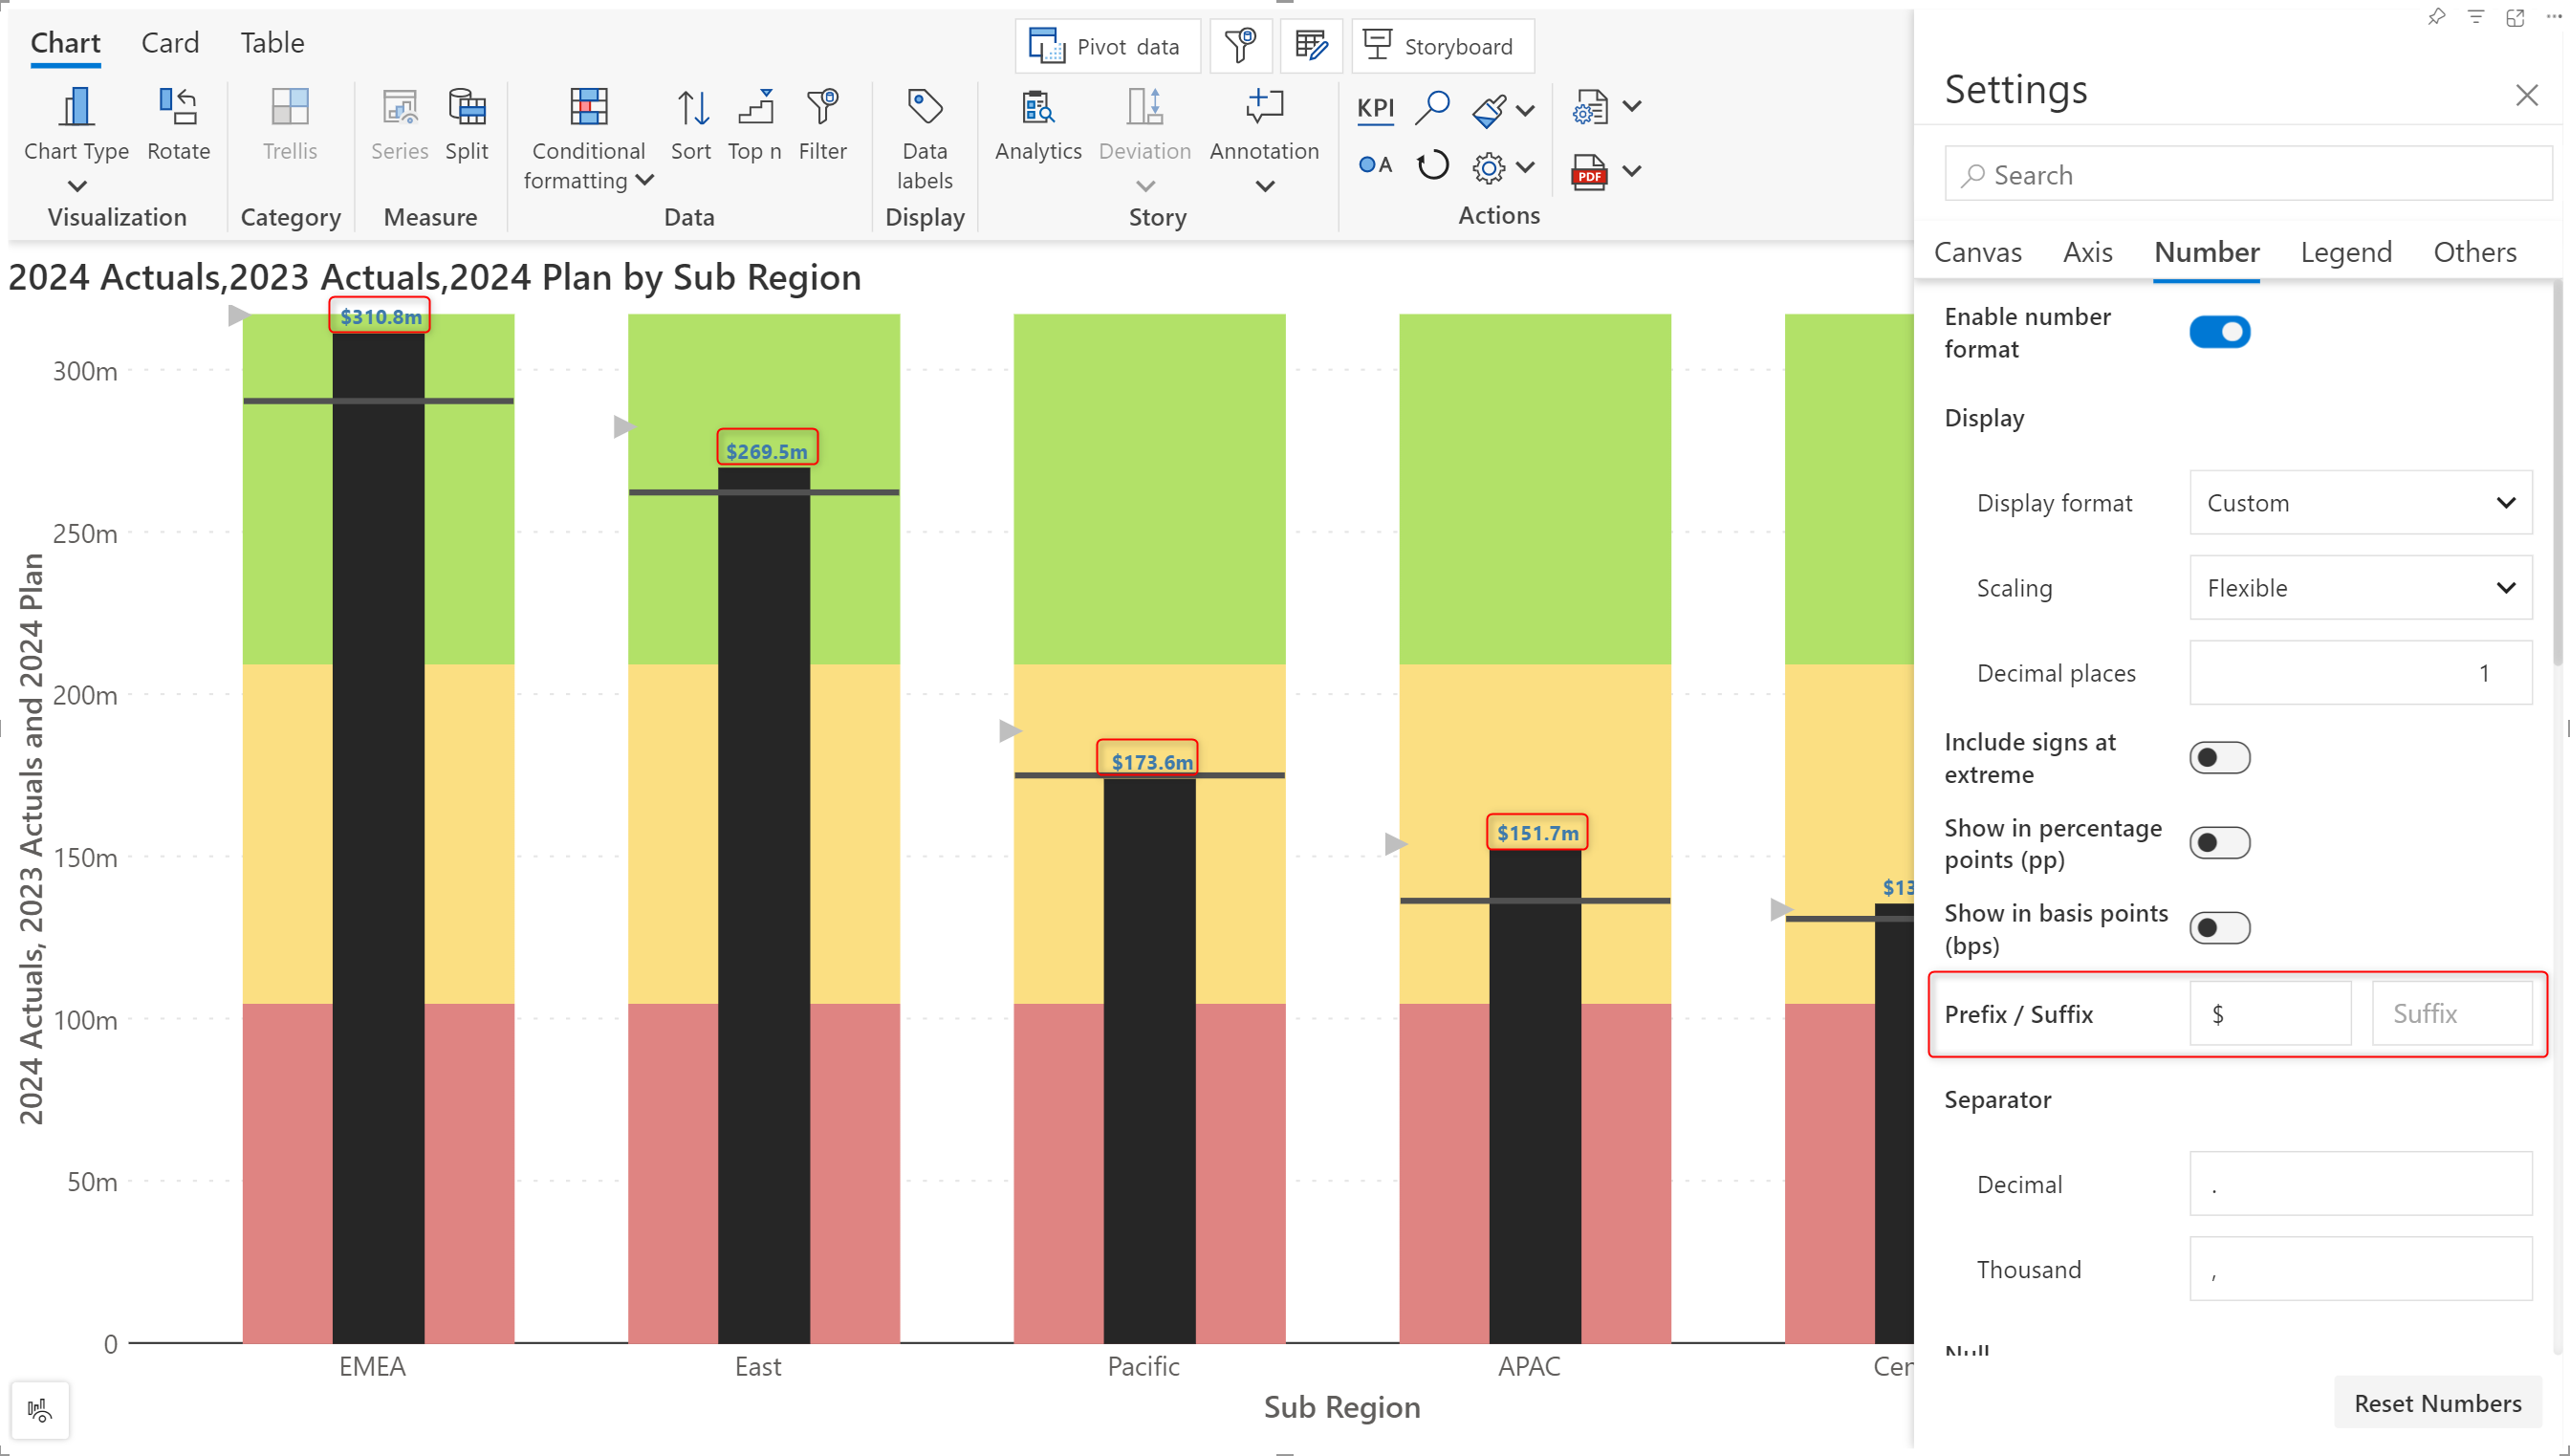 Chart Card Table
Pivot data
Storyboard
Chart Type
Rotate
Trellis
Series
Split
Conditional
formatting
Sort
Top n
Filter
Data
labels
Analytics
Deviation
Annotation
KPI
A
PDF
Visualization
Category
Measure
Data
Display
Story
Actions
2024 Actuals,2023 Actuals,2024 Plan by Sub Region
2024 Actuals, 2023 Actuals and 2024 Plan
300m
250m
200m
150m
100m
50m
0
$310.8m
$269.5m
$173.6m
$151.7m
$13
EMEA
East
Pacific
APAC
Cen
Sub Region
Settings
Search
Canvas Axis Number Legend Others
Enable number
format
Display
Display format Custom
Scaling Flexible
Decimal places 1
Include signs at
extreme
Show in percentage
points (pp)
Show in basis points
(bps)
Prefix / Suffix $ Suffix
Separator
Decimal .
Thousand ,
Null
Reset Numbers